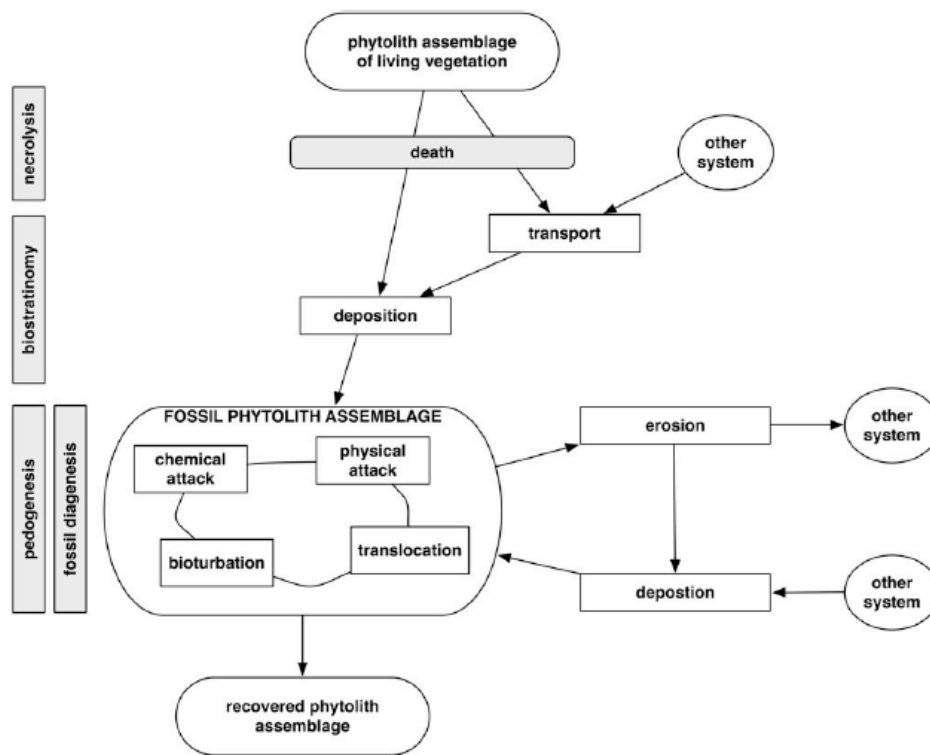 phytolith assemblage
of living vegetation
necrolysis
death
other
system
transport
biostratinomy
deposition
pedogenesis
fossil diagenesis
FOSSIL PHYTOLITH ASSEMBLAGE
chemical
attack
physical
attack
bioturbation
translocation
erosion
other
system
depostion
other
system
recovered phytolith
assemblage